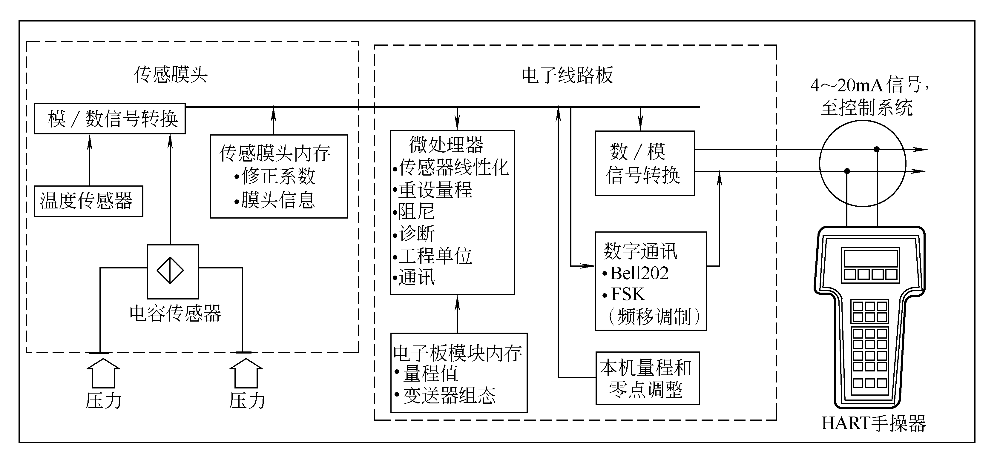 传感膜头
模/数信号转换
温度传感器
传感膜头内存
•修正系数
•膜头信息
电容传感器
压力
压力
电子线路板
微处理器
•传感器线性化
•重设量程
•阻尼
•诊断
•工程单位
•通讯
电子板模块内存
•量程值
•变送器组态
数/模
信号转换
数字通讯
•Bell202
•FSK
(频移调制)
本机量程和
零点调整
4～20mA信号,
至控制系统
HART手操器